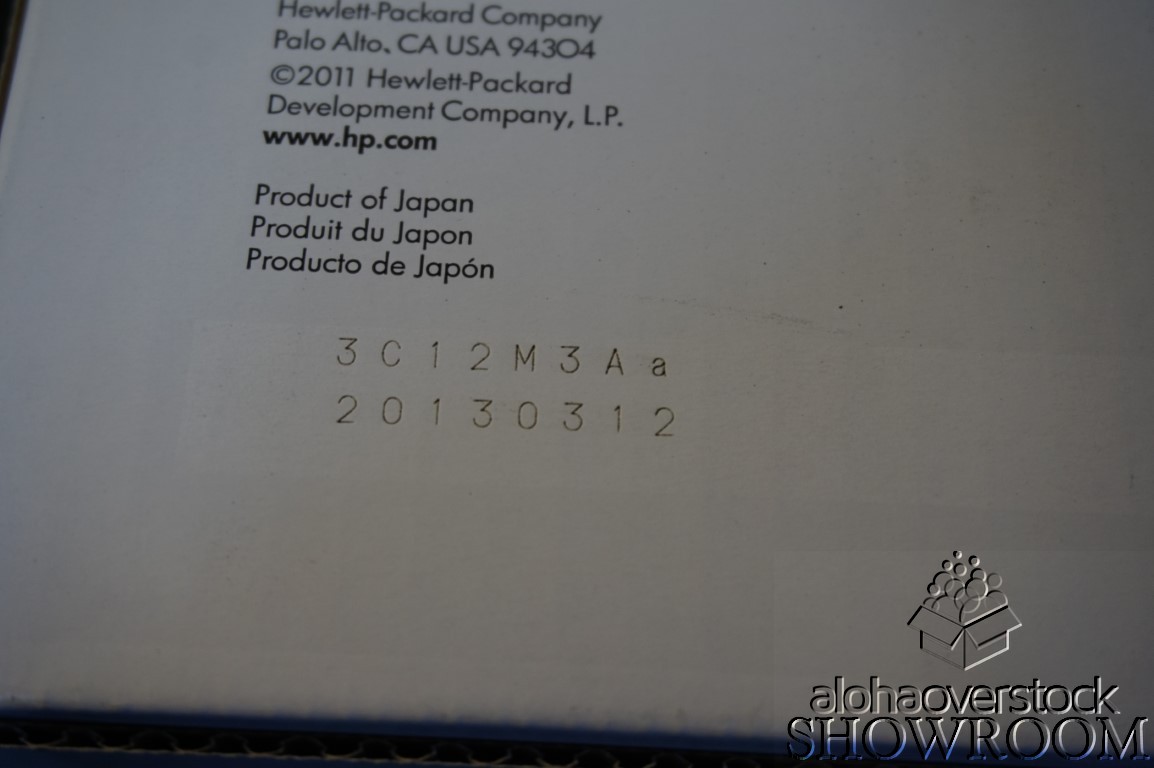 Hewlett-Packard Company
Palo Alto, CA USA 94304
©2011 Hewlett-Packard
Development Company, L.P.
www.hp.com
Product of Japan
Produit du Japon
Producto de Japón
3C12M3Aa
20130312
alohaoverstock
SHOWROOM